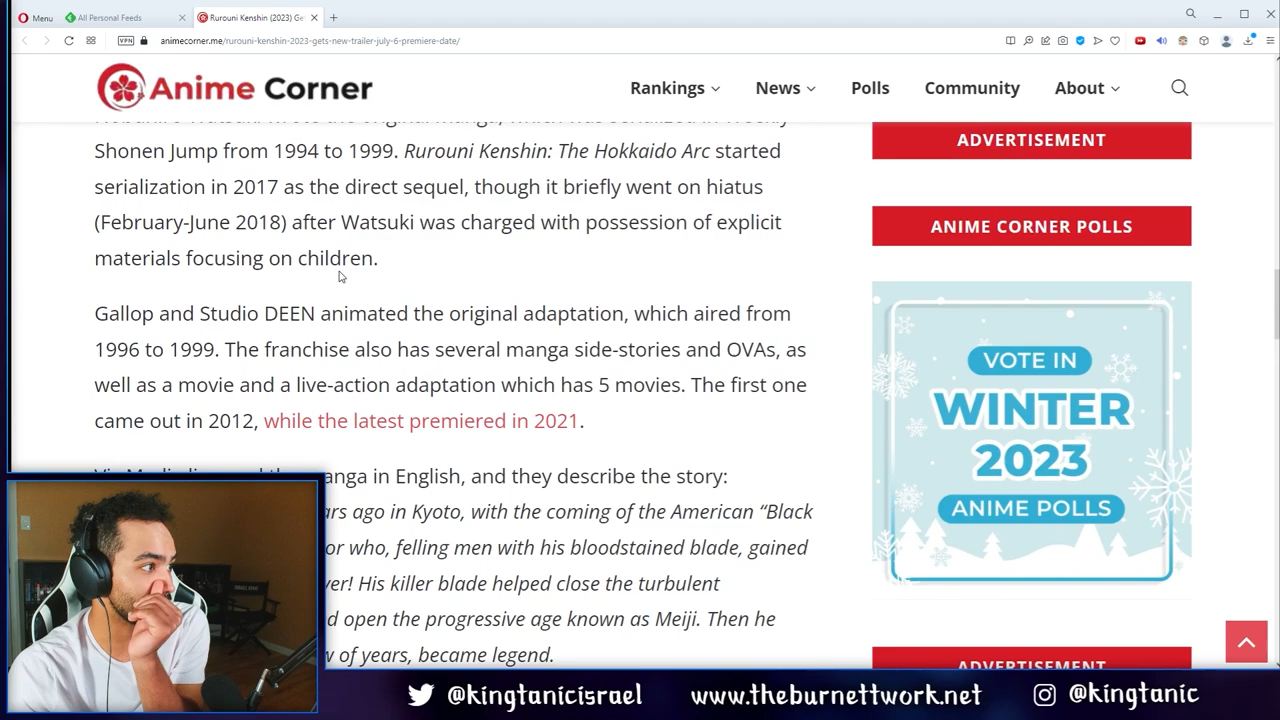 Menu
All Personal Feeds
Rurouni Kenshin (2023) Ge
VPN
animecorner.me/rurouni-kenshin-2023-gets-new-trailer-july-6-premiere-date/
Anime Corner
Rankings
News
Polls
Community
About
Shonen Jump from 1994 to 1999. Rurouni Kenshin: The Hokkaido Arc started
serialization in 2017 as the direct sequel, though it briefly went on hiatus
(February-June 2018) after Watsuki was charged with possession of explicit
materials focusing on children.
Gallop and Studio DEEN animated the original adaptation, which aired from
1996 to 1999. The franchise also has several manga side-stories and OVAs, as
well as a movie and a live-action adaptation which has 5 movies. The first one
came out in 2012, while the latest premiered in 2021.
in English, and they describe the story:
ago in Kyoto, with the coming of the American “Black
who, felling men with his bloodstained blade, gained
His killer blade helped close the turbulent
open the progressive age known as Meiji. Then he
of years, became legend.
ADVERTISEMENT
ANIME CORNER POLLS
VOTE IN
WINTER
2023
ANIME POLLS
ADVERTISEMENT
@kingtanicisrael
www.theburnettwork.net
@kingtanic